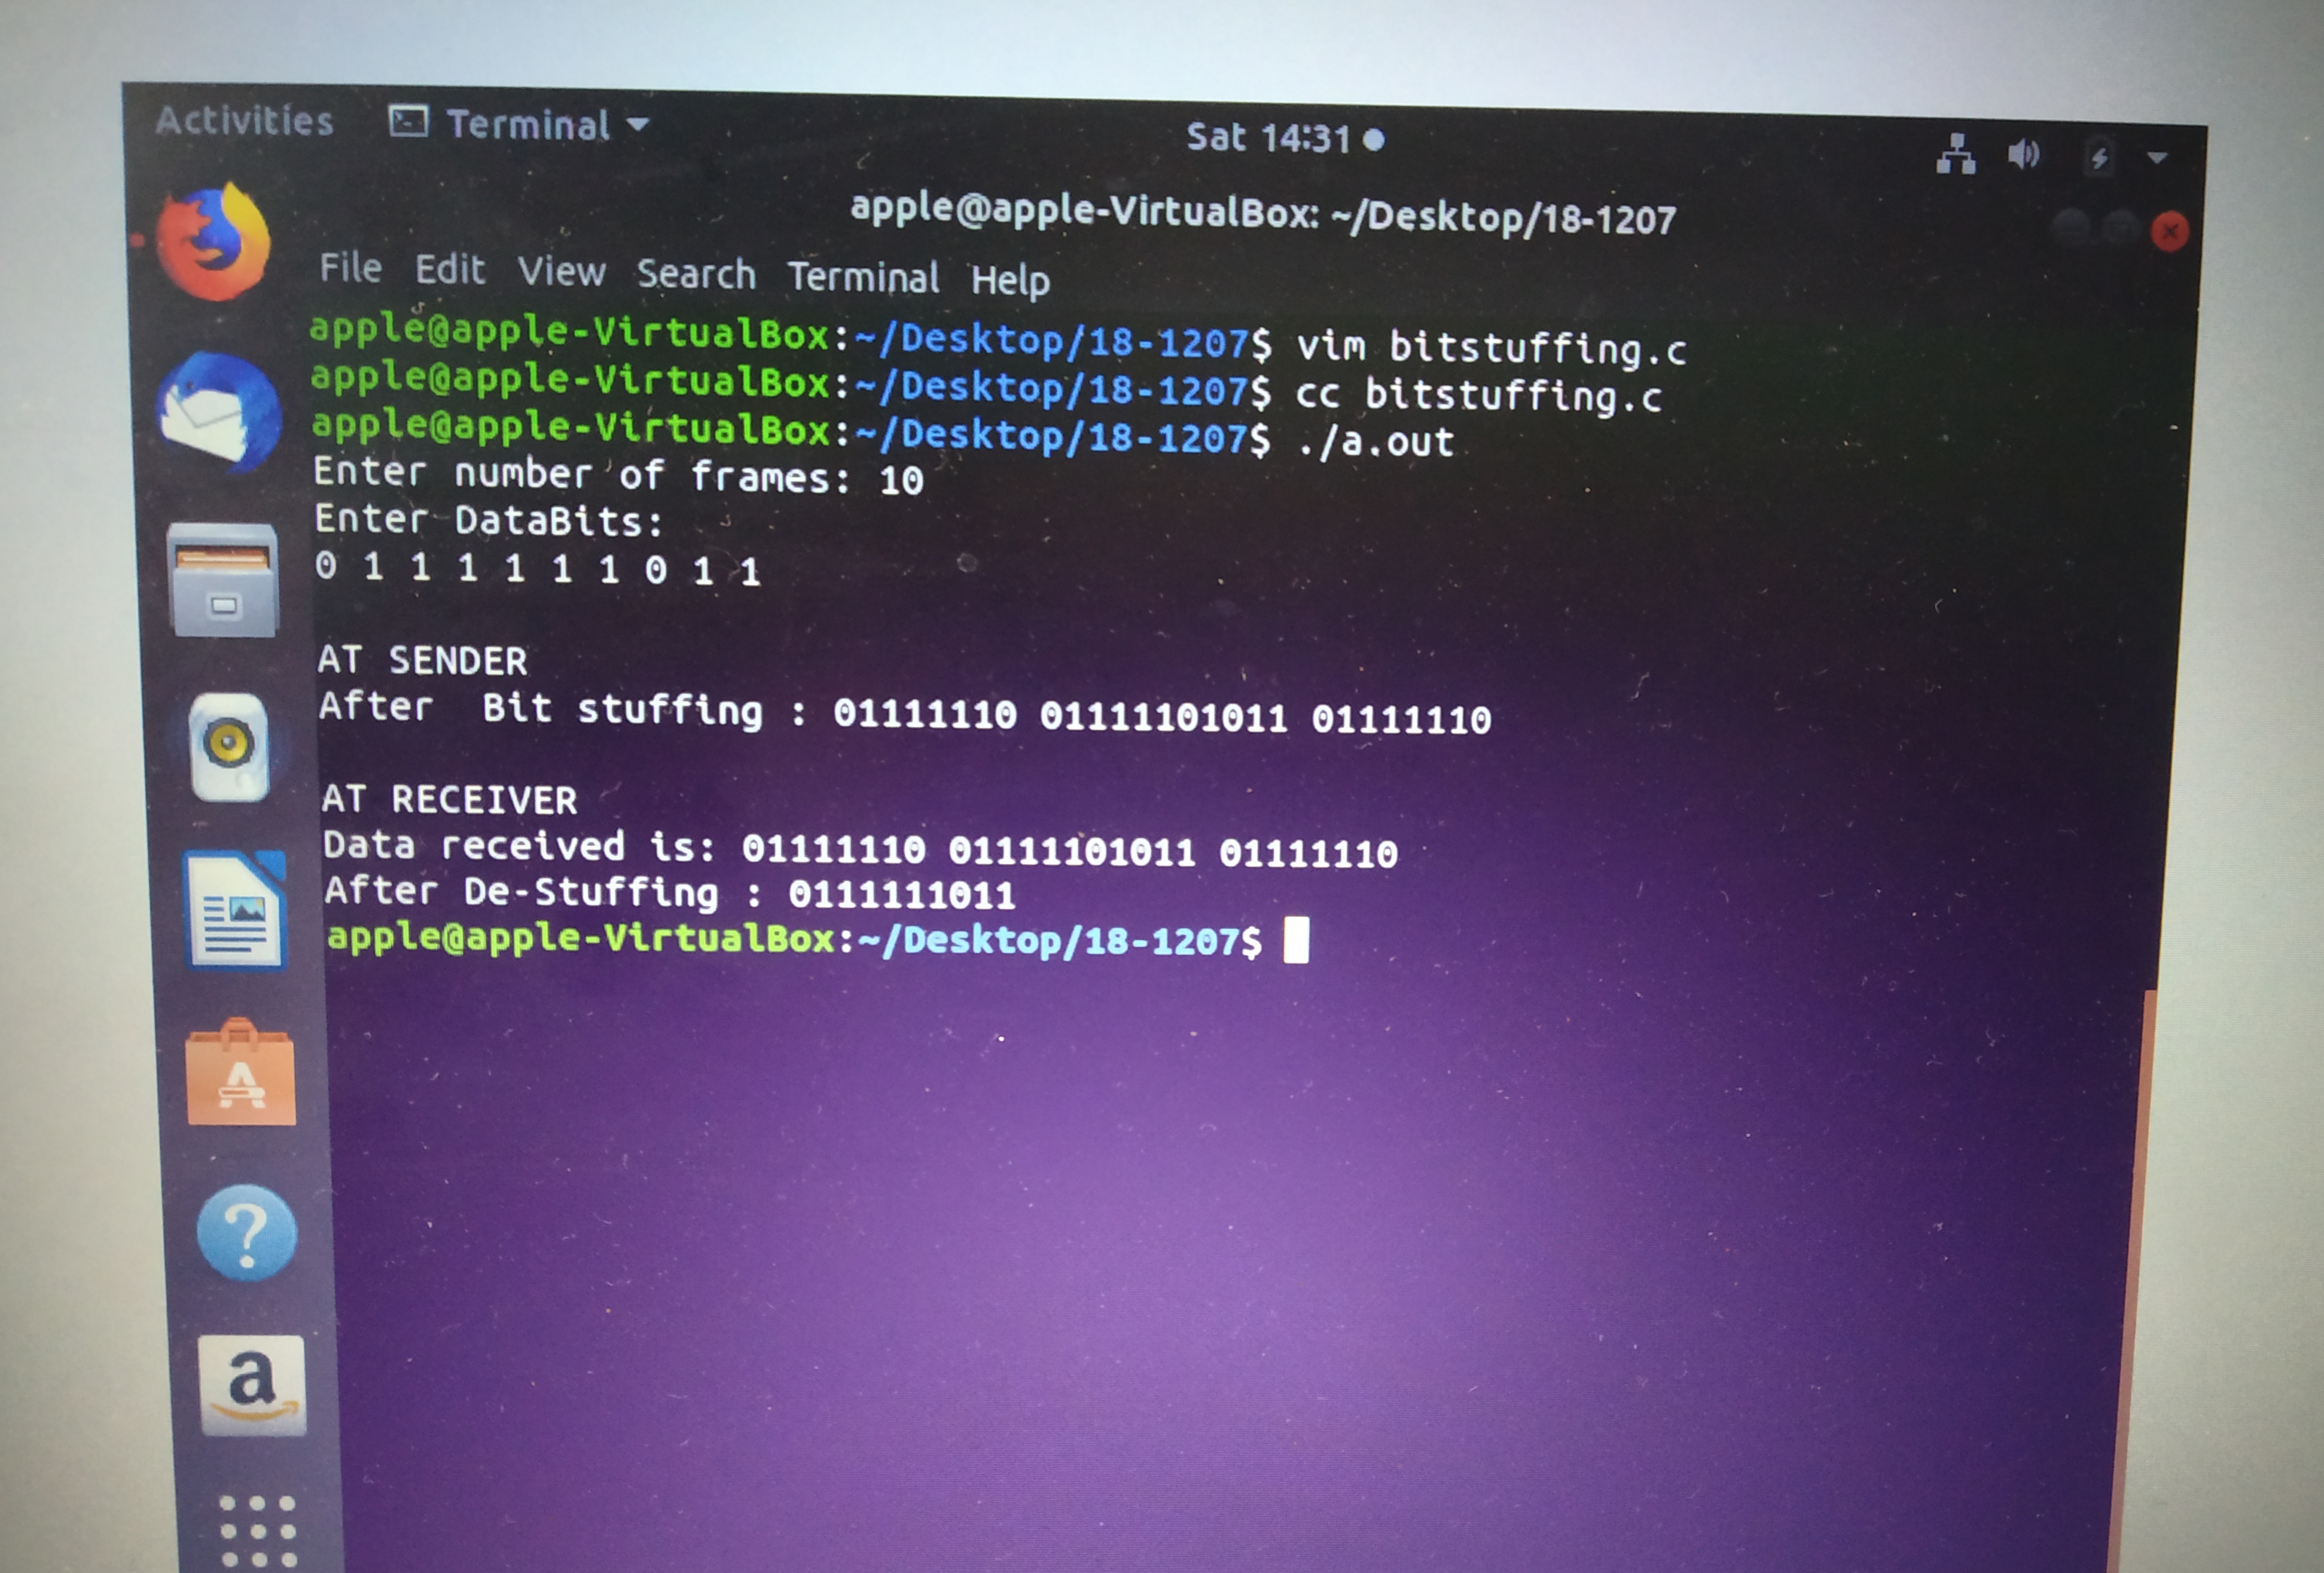 Activities Terminal Sat 14:31
apple@apple-VirtualBox: ~/Desktop/18-1207
File Edit View Search Terminal Help
apple@apple-VirtualBox:~/Desktop/18-1207$ vim bitstuffing.c
apple@apple-VirtualBox:~/Desktop/18-1207$ cc bitstuffing.c
apple@apple-VirtualBox:~/Desktop/18-1207$ ./a.out
Enter number of frames: 10
Enter DataBits:
0 1 1 1 1 1 1 0 1 1
AT SENDER
After  Bit stuffing : 01111110 01111101011 01111110
AT RECEIVER
Data received is: 01111110 01111101011 01111110
After De-Stuffing : 0111111011
apple@apple-VirtualBox:~/Desktop/18-1207$